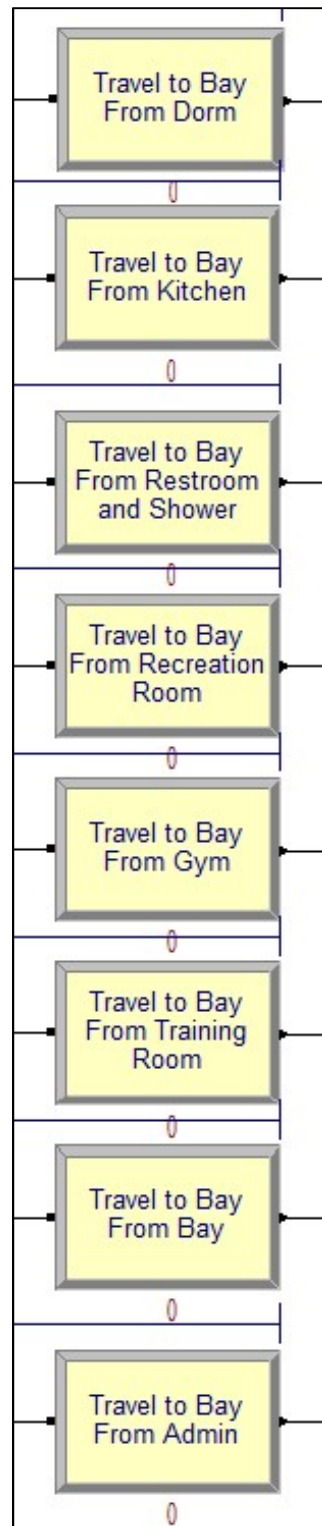 Travel to Bay
From Dorm
0
Travel to Bay
From Kitchen
0
Travel to Bay
From Restroom
and Shower
0
Travel to Bay
From Recreation
Room
0
Travel to Bay
From Gym
0
Travel to Bay
From Training
Room
0
Travel to Bay
From Bay
0
Travel to Bay
From Admin
0